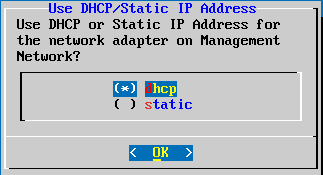 Use DHCP/Static IP Address
Use DHCP or Static IP Address for
the network adapter on Management
Network?
(*) dhcp
( ) static
< OK >